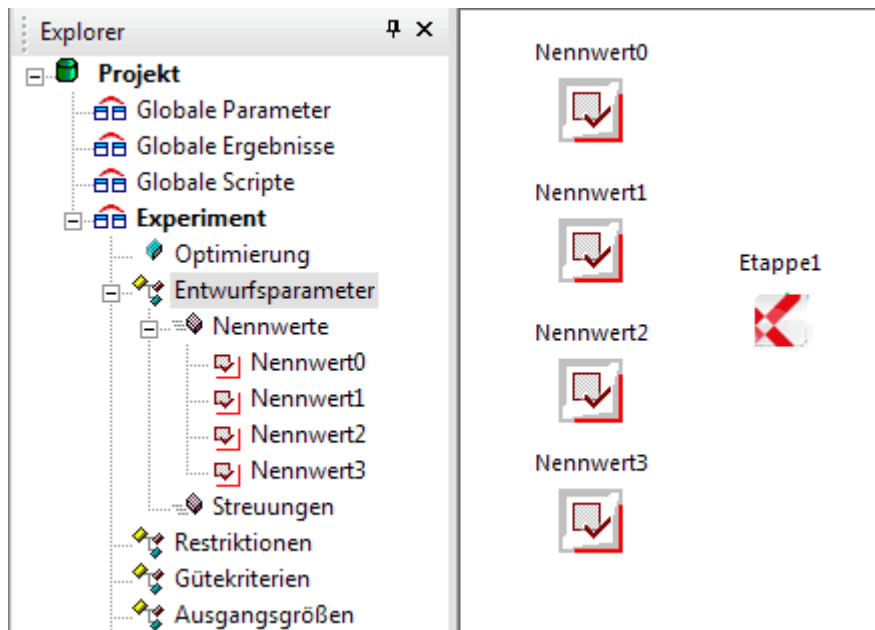 Explorer
Projekt
Globale Parameter
Globale Ergebnisse
Globale Scripte
Experiment
Optimierung
Entwurfsparameter
Nennwerte
Nennwert0
Nennwert1
Nennwert2
Nennwert3
Streuungen
Restriktionen
Gütekriterien
Ausgangsgrößen
Nennwert0
Nennwert1
Etappe1
Nennwert2
Nennwert3